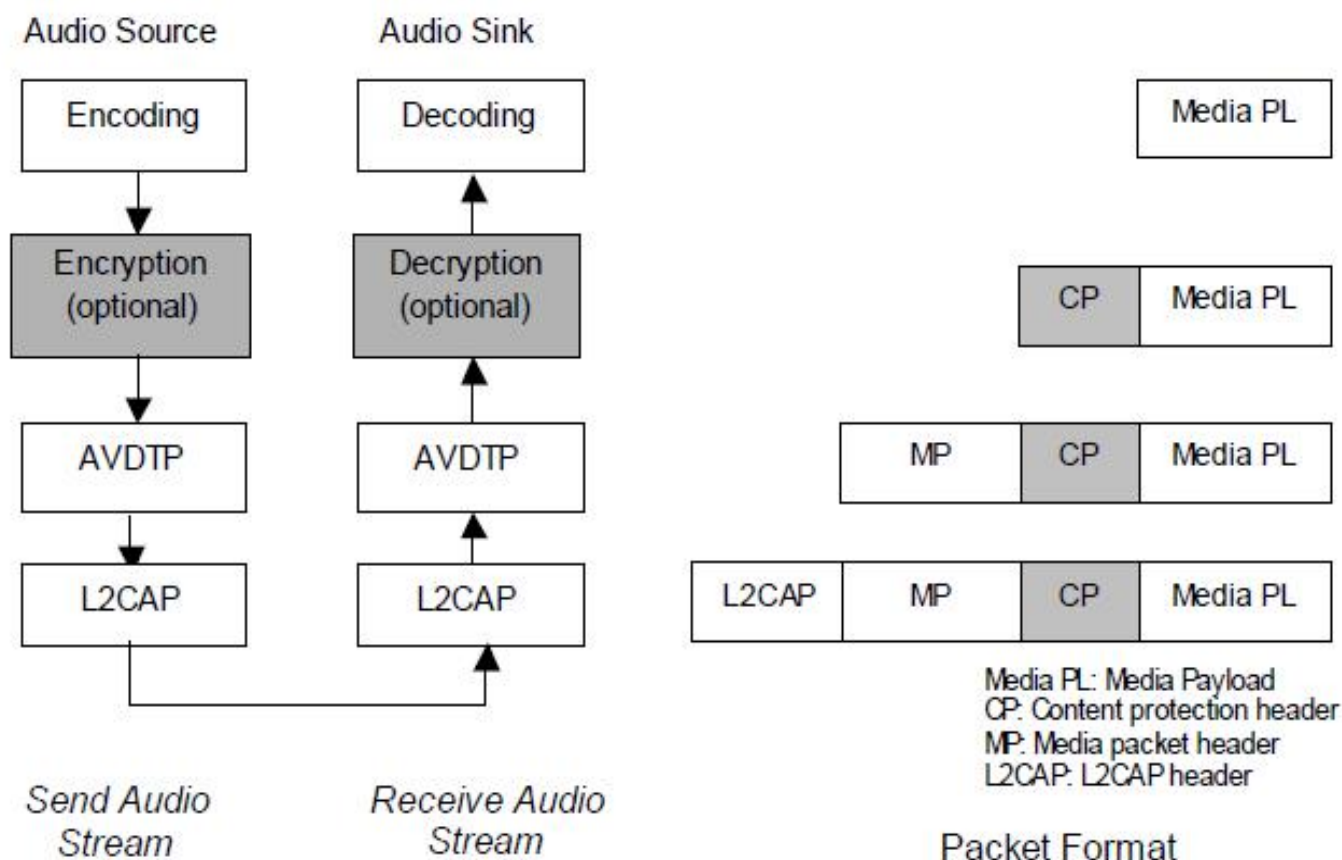 Audio Source
Audio Sink
Encoding
Decoding
Media PL
Encryption
(optional)
Decryption
(optional)
CP
Media PL
AVDTP
AVDTP
MP
CP
Media PL
L2CAP
L2CAP
L2CAP
MP
CP
Media PL
Media PL: Media Payload
CP: Content protection header
MP: Media packet header
L2CAP: L2CAP header
Send Audio
Stream
Receive Audio
Stream
Packet Format